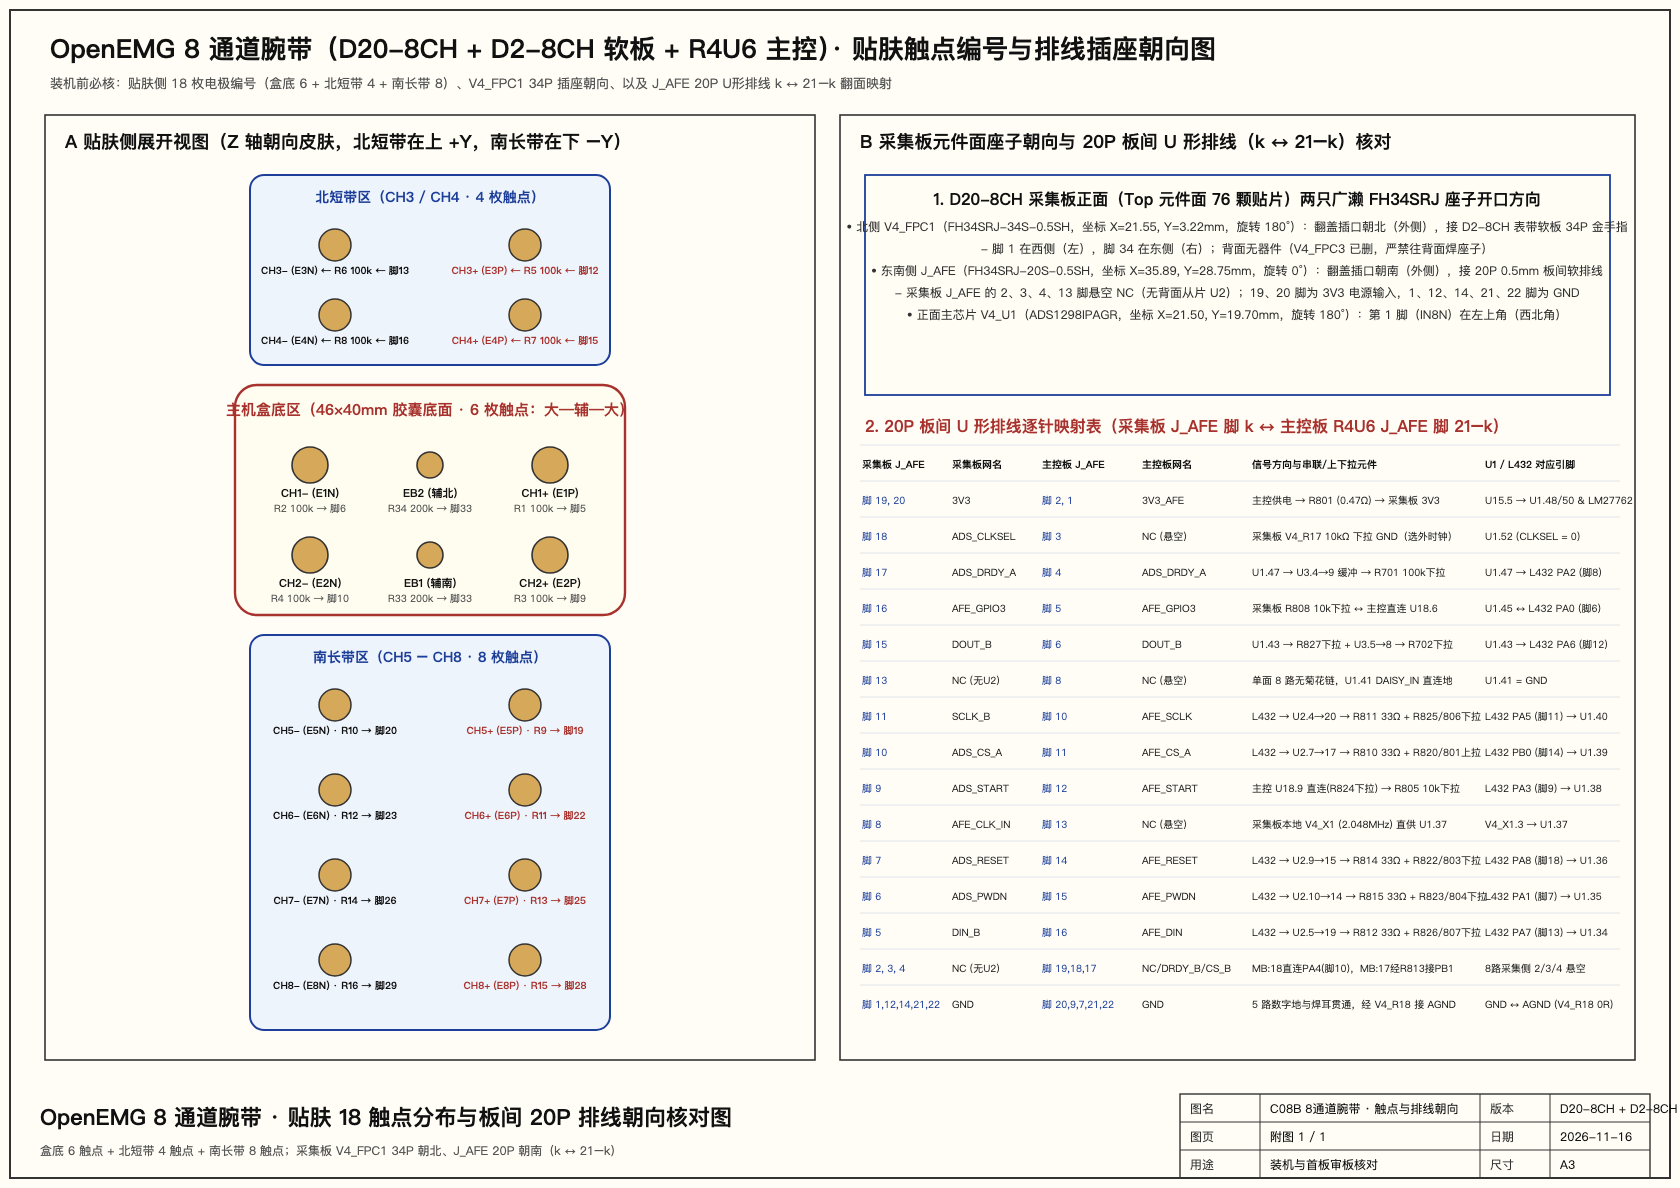 OpenEMG 8 通道腕带（D20–8CH + D2–8CH 软板 + R4U6 主控）· 贴肤触点编号与排线插座朝向图
装机前必核：贴肤侧 18 枚电极编号（盒底 6 + 北短带 4 + 南长带 8）、V4_FPC1 34P 插座朝向、以及 J_AFE 20P U形排线 k ↔ 21−k 翻面映射
A 贴肤侧展开视图（Z 轴朝向皮肤，北短带在上 +Y，南长带在下 −Y）
北短带区（CH3 / CH4 · 4 枚触点）
CH3– (E3N) ← R6 100k ← 脚13
CH3+ (E3P) ← R5 100k ← 脚12
CH4– (E4N) ← R8 100k ← 脚16
CH4+ (E4P) ← R7 100k ← 脚15
主机盒底区（46×40mm 胶囊底面 · 6 枚触点：大—辅—大）
CH1– (E1N)
EB2 (辅北)
CH1+ (E1P)
R2 100k → 脚6
R34 200k → 脚33
R1 100k → 脚5
CH2– (E2N)
EB1 (辅南)
CH2+ (E2P)
R4 100k → 脚10
R33 200k → 脚33
R3 100k → 脚9
南长带区（CH5 − CH8 · 8 枚触点）
CH5– (E5N) · R10 → 脚20
CH5+ (E5P) · R9 → 脚19
CH6– (E6N) · R12 → 脚23
CH6+ (E6P) · R11 → 脚22
CH7– (E7N) · R14 → 脚26
CH7+ (E7P) · R13 → 脚25
CH8– (E8N) · R16 → 脚29
CH8+ (E8P) · R15 → 脚28
B 采集板元件面座子朝向与 20P 板间 U 形排线（k ↔ 21−k）核对
1. D20–8CH 采集板正面（Top 元件面 76 颗贴片）两只广濑 FH34SRJ 座子开口方向
• 北侧 V4_FPC1（FH34SRJ–34S–0.5SH，坐标 X=21.55, Y=3.22mm，旋转 180°）：翻盖插口朝北（外侧），接 D2–8CH 表带软板 34P 金手指
– 脚 1 在西侧（左），脚 34 在东侧（右）；背面无器件（V4_FPC3 已删，严禁往背面焊座子）
• 东南侧 J_AFE（FH34SRJ–20S–0.5SH，坐标 X=35.89, Y=28.75mm，旋转 0°）：翻盖插口朝南（外侧），接 20P 0.5mm 板间软排线
– 采集板 J_AFE 的 2、3、4、13 脚悬空 NC（无背面从片 U2）；19、20 脚为 3V3 电源输入，1、12、14、21、22 脚为 GND
• 正面主芯片 V4_U1（ADS1298IPAGR，坐标 X=21.50, Y=19.70mm，旋转 180°）：第 1 脚（IN8N）在左上角（西北角）
2. 20P 板间 U 形排线逐针映射表（采集板 J_AFE 脚 k ↔ 主控板 R4U6 J_AFE 脚 21−k）
采集板 J_AFE 采集板网名 主控板 J_AFE 主控板网名 信号方向与串联/上下拉元件 U1 / L432 对应引脚
脚 19, 20 3V3 脚 2, 1 3V3_AFE 主控供电 → R801 (0.47Ω) → 采集板 3V3 U15.5 → U1.48/50 & LM27762
脚 18 ADS_CLKSEL 脚 3 NC (悬空) 采集板 V4_R17 10kΩ 下拉 GND（选外时钟） U1.52 (CLKSEL = 0)
脚 17 ADS_DRDY_A 脚 4 ADS_DRDY_A U1.47 → U3.4→9 缓冲 → R701 100k下拉 U1.47 → L432 PA2 (脚8)
脚 16 AFE_GPIO3 脚 5 AFE_GPIO3 采集板 R808 10k下拉 ↔ 主控直连 U18.6 U1.45 ↔ L432 PA0 (脚6)
脚 15 DOUT_B 脚 6 DOUT_B U1.43 → R827下拉 + U3.5→8 → R702下拉 U1.43 → L432 PA6 (脚12)
脚 13 NC (无U2) 脚 8 NC (悬空) 单面 8 路无菊花链，U1.41 DAISY_IN 直连地 U1.41 = GND
脚 11 SCLK_B 脚 10 AFE_SCLK L432 → U2.4→20 → R811 33Ω + R825/806下拉 L432 PA5 (脚11) → U1.40
脚 10 ADS_CS_A 脚 11 AFE_CS_A L432 → U2.7→17 → R810 33Ω + R820/801上拉 L432 PB0 (脚14) → U1.39
脚 9 ADS_START 脚 12 AFE_START 主控 U18.9 直连(R824下拉) → R805 10k下拉 L432 PA3 (脚9) → U1.38
脚 8 AFE_CLK_IN 脚 13 NC (悬空) 采集板本地 V4_X1 (2.048MHz) 直供 U1.37 V4_X1.3 → U1.37
脚 7 ADS_RESET 脚 14 AFE_RESET L432 → U2.9→15 → R814 33Ω + R822/803下拉 L432 PA8 (脚18) → U1.36
脚 6 ADS_PWDN 脚 15 AFE_PWDN L432 → U2.10→14 → R815 33Ω + R823/804下拉 L432 PA1 (脚7) → U1.35
脚 5 DIN_B 脚 16 AFE_DIN L432 → U2.5→19 → R812 33Ω + R826/807下拉 L432 PA7 (脚13) → U1.34
脚 2, 3, 4 NC (无U2) 脚 19,18,17 NC/DRDY_B/CS_B MB:18直连PA4(脚10)，MB:17经R813接PB1 8路采集侧 2/3/4 悬空
脚 1,12,14,21,22 GND 脚 20,9,7,21,22 GND 5 路数字地与焊耳贯通，经 V4_R18 接 AGND GND ↔ AGND (V4_R18 0R)
OpenEMG 8 通道腕带 · 贴肤 18 触点分布与板间 20P 排线朝向核对图
盒底 6 触点 + 北短带 4 触点 + 南长带 8 触点；采集板 V4_FPC1 34P 朝北、J_AFE 20P 朝南（k ↔ 21−k）
图名 C08B 8通道腕带 · 触点与排线朝向 版本 D20–8CH + D2–8CH
图页 附图 1 / 1 日期 2026–11–16
用途 装机与首板审板核对 尺寸 A3